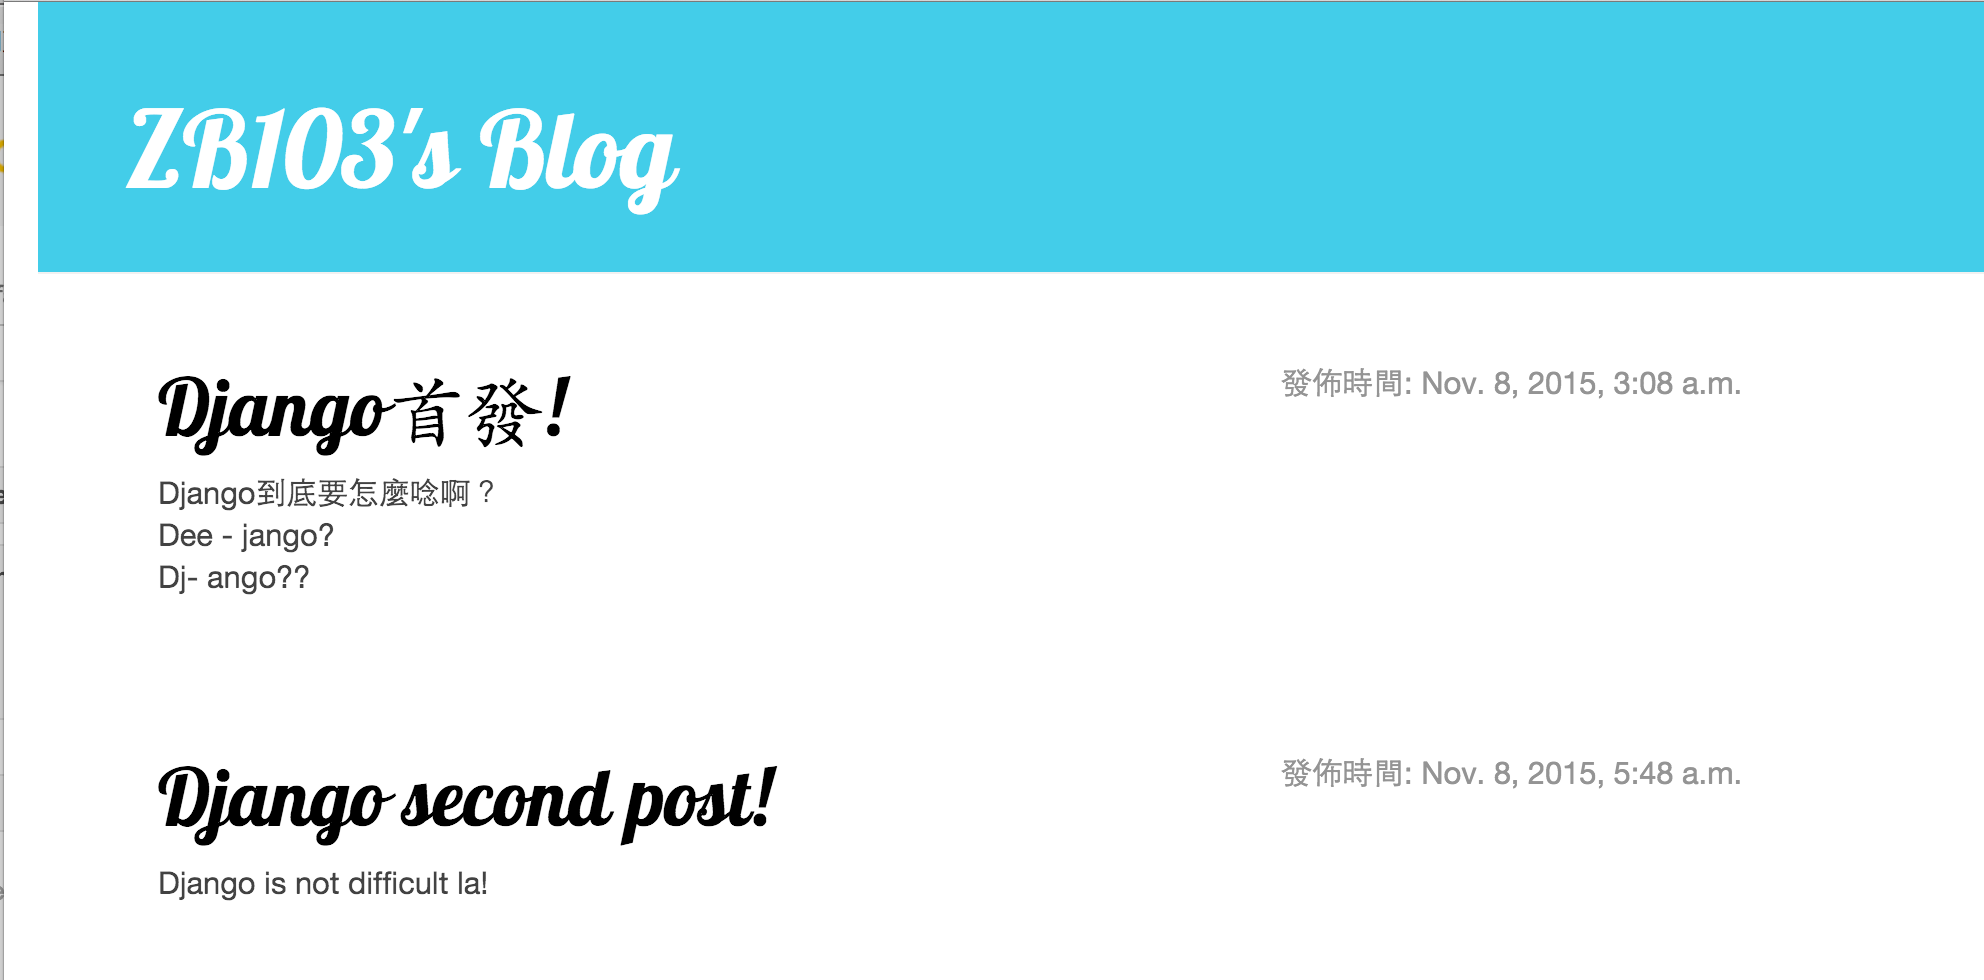 ZB103's Blog
Django首發!
發佈時間: Nov. 8, 2015, 3:08 a.m.
Django到底要怎麼唸啊？
Dee - jango?
Dj- ango??
Django second post!
發佈時間: Nov. 8, 2015, 5:48 a.m.
Django is not difficult la!